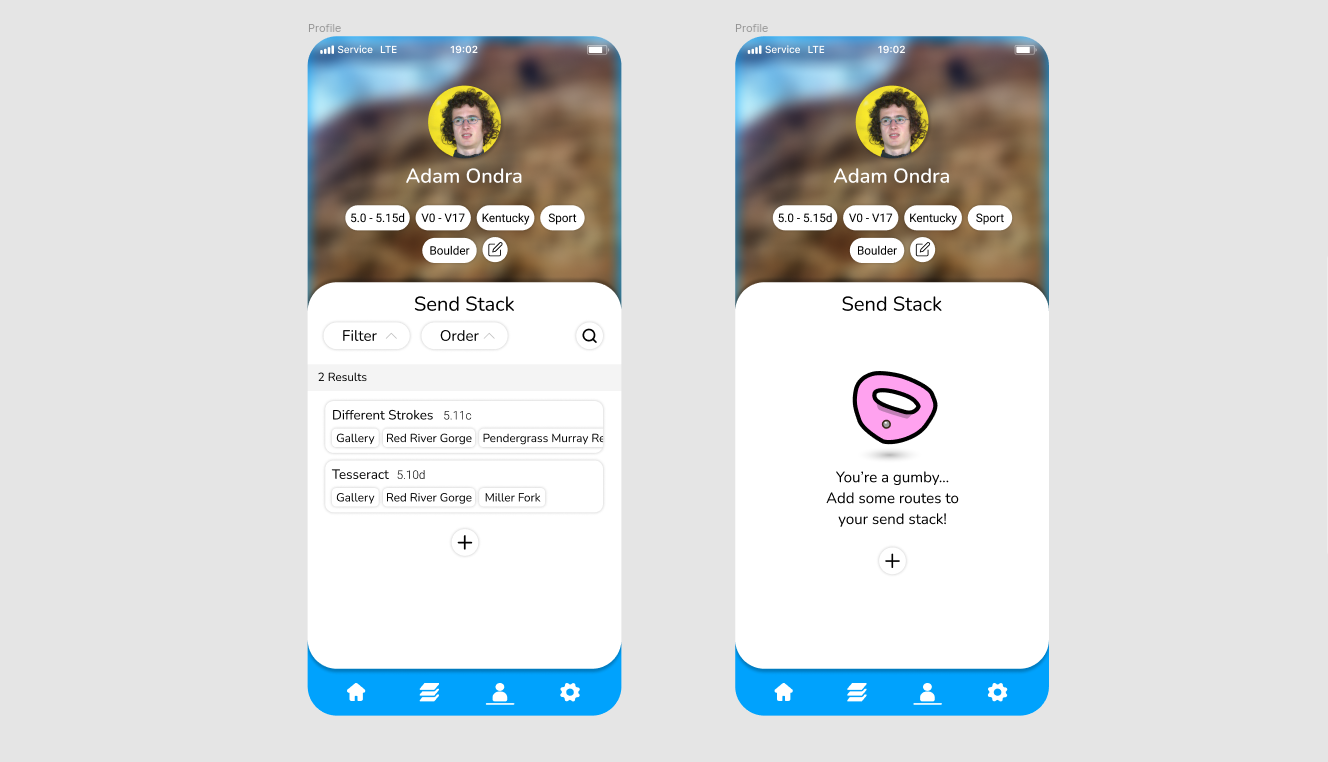 Profile
Service LTE 19:02
Adam Ondra
5.0 - 5.15d V0 - V17 Kentucky Sport
Boulder
Send Stack
Filter Order
2 Results
Different Strokes 5.11c
Gallery Red River Gorge Pendergrass Murray Re
Tesseract 5.10d
Gallery Red River Gorge Miller Fork
Profile
Service LTE 19:02
Adam Ondra
5.0 - 5.15d V0 - V17 Kentucky Sport
Boulder
Send Stack
You're a gumby...
Add some routes to
your send stack!